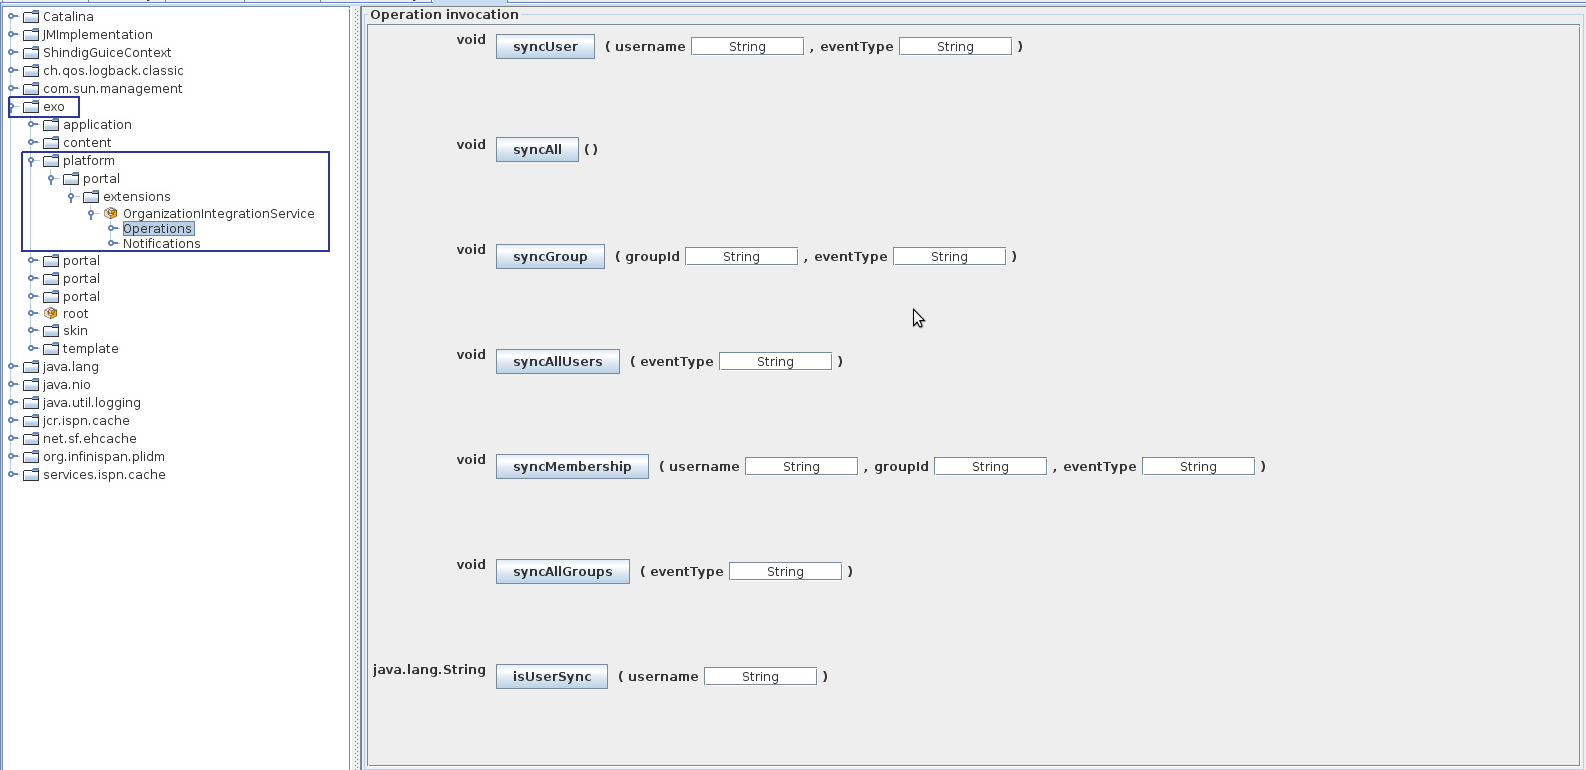 Catalina
JMImplementation
ShindigGuiceContext
ch.qos.logback.classic
com.sun.management
exo
application
content
platform
portal
extensions
OrganizationIntegrationService
Operations
Notifications
portal
portal
portal
root
skin
template
java.lang
java.nio
java.util.logging
jcr.ispn.cache
net.sf.ehcache
org.infinispan.plidm
services.ispn.cache
Operation invocation
void syncUser ( username String , eventType String )
void syncAll ()
void syncGroup ( groupId String , eventType String )
void syncAllUsers ( eventType String )
void syncMembership ( username String , groupId String , eventType String )
void syncAllGroups ( eventType String )
java.lang.String isUserSync ( username String )